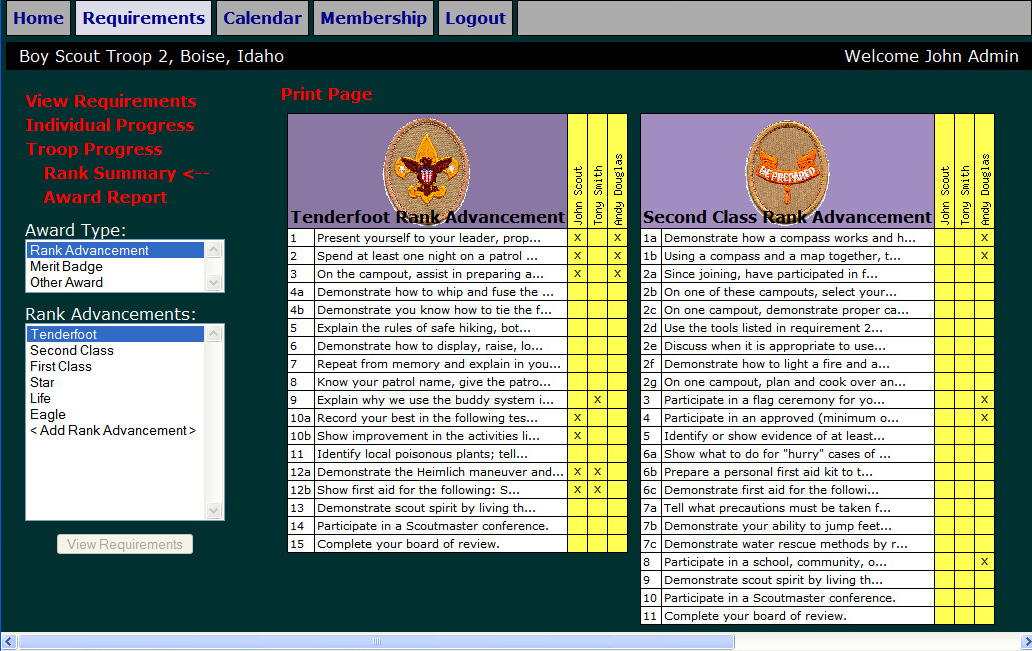 Home Requirements Calendar Membership Logout
Boy Scout Troop 2, Boise, Idaho Welcome John Admin
View Requirements
Individual Progress
Troop Progress
Rank Summary <--
Award Report
Award Type:
Rank Advancement
Merit Badge
Other Award
Rank Advancements:
Tenderfoot
Second Class
First Class
Star
Life
Eagle
<Add Rank Advancement>
View Requirements
Print Page
BE PREPARED
Tenderfoot Rank Advancement John Scout Tony Smith Andy Douglas
1 Present yourself to your leader, prop... X X
2 Spend at least one night on a patrol ... X X
3 On the campout, assist in preparing a... X X
4a Demonstrate how to whip and fuse the ...
4b Demonstrate you know how to tie the f...
5 Explain the rules of safe hiking, bot...
6 Demonstrate how to display, raise, lo...
7 Repeat from memory and explain in you...
8 Know your patrol name, give the patro...
9 Explain why we use the buddy system i... X
10a Record your best in the following tes... X
10b Show improvement in the activities li... X
11 Identify local poisonous plants; tell...
12a Demonstrate the Heimlich maneuver and... X X
12b Show first aid for the following: S... X X
13 Demonstrate scout spirit by living th...
14 Participate in a Scoutmaster conference.
15 Complete your board of review.
Second Class Rank Advancement John Scout Tony Smith Andy Douglas
1a Demonstrate how a compass works and h... X
1b Using a compass and a map together, t... X
2a Since joining, have participated in f...
2b On one of these campouts, select your...
2c On one campout, demonstrate proper ca...
2d Use the tools listed in requirement 2...
2e Discuss when it is appropriate to use...
2f Demonstrate how to light a fire and a...
2g On one campout, plan and cook over an...
3 Participate in a flag ceremony for yo... X
4 Participate in an approved (minimum o... X
5 Identify or show evidence of at least...
6a Show what to do for "hurry" cases of ...
6b Prepare a personal first aid kit to t...
6c Demonstrate first aid for the followi...
7a Tell what precautions must be taken f...
7b Demonstrate your ability to jump feet...
7c Demonstrate water rescue methods by r...
8 Participate in a school, community, o... X
9 Demonstrate scout spirit by living th...
10 Participate in a Scoutmaster conference.
11 Complete your board of review.